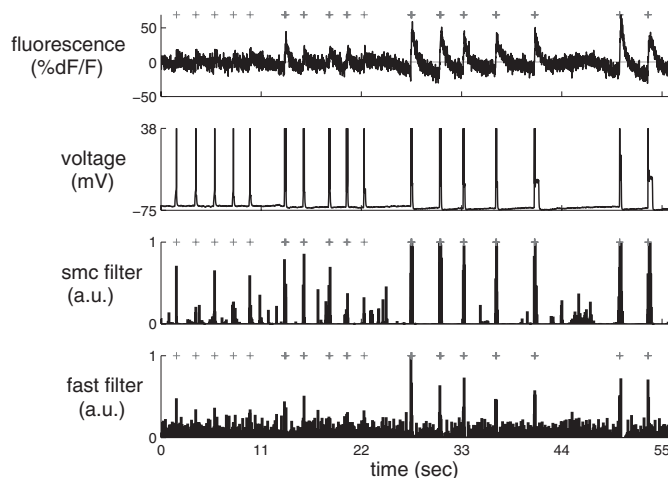 50
fluorescence
(%dF/F)
0
−50
38
voltage
(mV)
−75
1
smc filter
(a.u.)
0
1
fast filter
(a.u.)
0
0 11 22 33 44 55
time (sec)